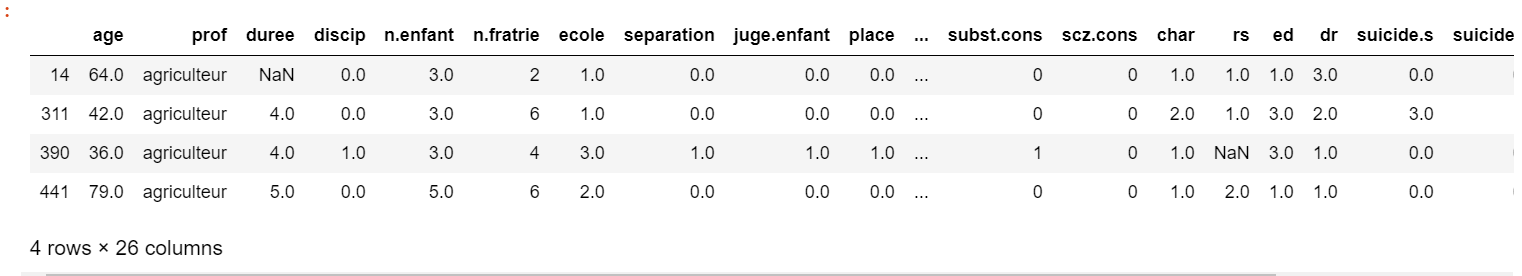 :
age prof duree discip n.enfant n.fratrie ecole separation juge.enfant place ... subst.cons scz.cons char rs ed dr suicide.s suicide
14 64.0 agriculteur NaN 0.0 3.0 2 1.0 0.0 0.0 0.0 ... 0 0 1.0 1.0 1.0 3.0 0.0
311 42.0 agriculteur 4.0 0.0 3.0 6 1.0 0.0 0.0 0.0 ... 0 0 2.0 1.0 3.0 2.0 3.0
390 36.0 agriculteur 4.0 1.0 3.0 4 3.0 1.0 1.0 1.0 ... 1 0 1.0 NaN 3.0 1.0 0.0
441 79.0 agriculteur 5.0 0.0 5.0 6 2.0 0.0 0.0 0.0 ... 0 0 1.0 2.0 1.0 1.0 0.0
4 rows × 26 columns